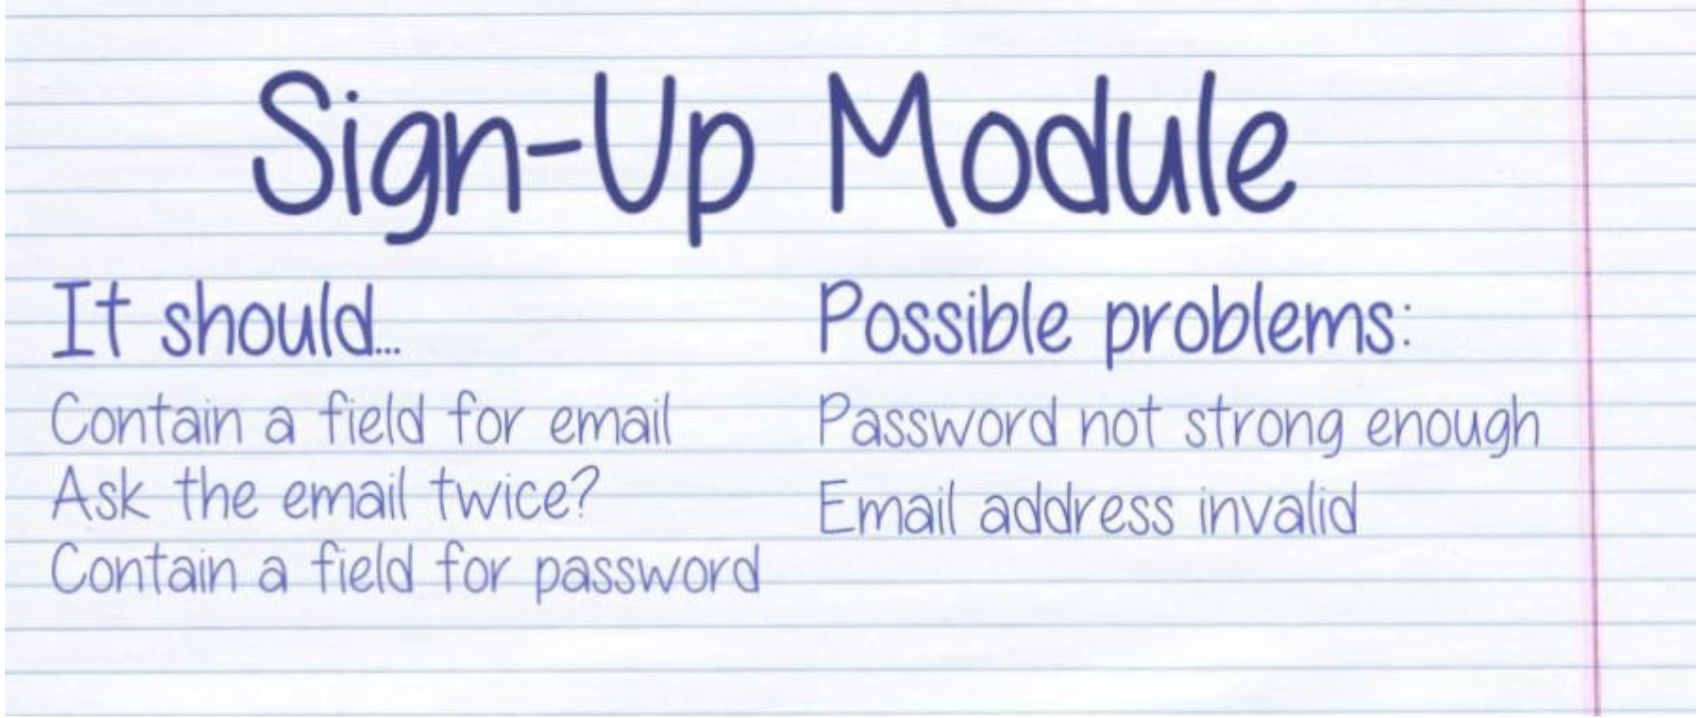 Sign-Up Module
It should...
Contain a field for email
Ask the email twice?
Contain a field for password
Possible problems:
Password not strong enough
Email address invalid